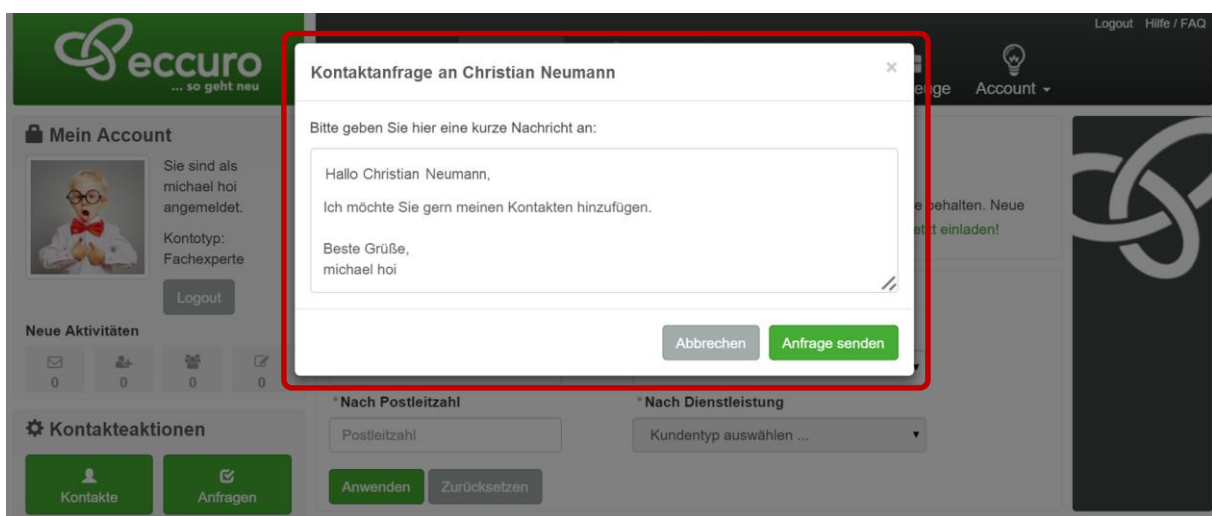 eccuro
... so geht neu
Logout Hilfe / FAQ
Account
Kontaktanfrage an Christian Neumann
×
Bitte geben Sie hier eine kurze Nachricht an:
Hallo Christian Neumann,
Ich möchte Sie gern meinen Kontakten hinzufügen.
Beste Grüße,
michael hoi
Abbrechen
Anfrage senden
Mein Account
Sie sind als
michael hoi
angemeldet.
Kontotyp:
Fachexperte
Logout
Neue Aktivitäten
0 0 0 0
Kontakteaktionen
Kontakte
Anfragen
behalten. Neue
einladen!
*Nach Postleitzahl
Postleitzahl
*Nach Dienstleistung
Kundentyp auswählen ...
Anwenden
Zurücksetzen